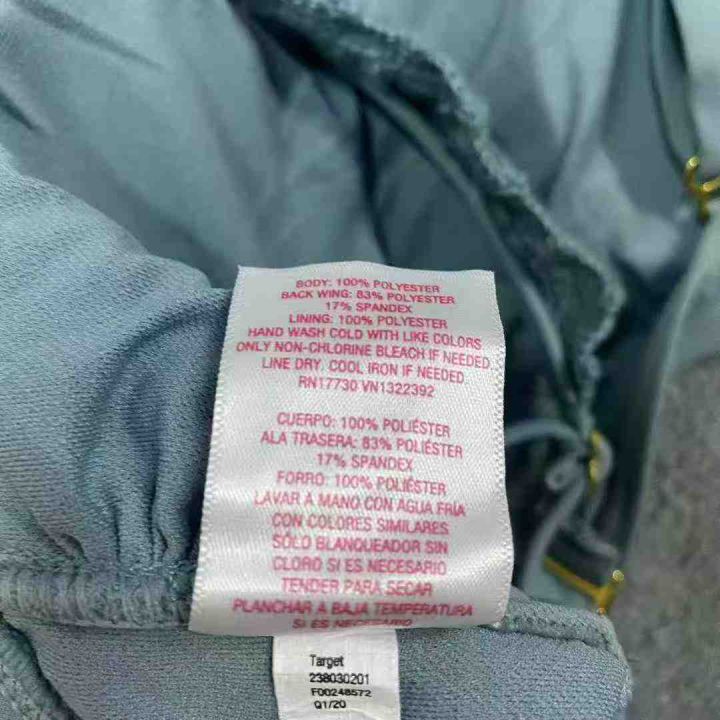 BODY: 100% POLYESTER
BACK WING: 83% POLYESTER
17% SPANDEX
LINING: 100% POLYESTER
HAND WASH COLD WITH LIKE COLORS
ONLY NON-CHLORINE BLEACH IF NEEDED
LINE DRY, COOL IRON IF NEEDED
RN17730 VN1322392
CUERPO: 100% POLIÉSTER
ALA TRASERA: 83% POLIÉSTER
17% SPANDEX
FORRO: 100% POLIÉSTER
LAVAR A MANO CON AGUA FRÍA
CON COLORES SIMILARES
SÓLO BLANQUEADOR SIN
CLORO SI ES NECESARIO
TENDER PARA SECAR
PLANCHAR A BAJA TEMPERATURA
SI ES NECESARIO
Target
238030201
F00248572
Q1/20